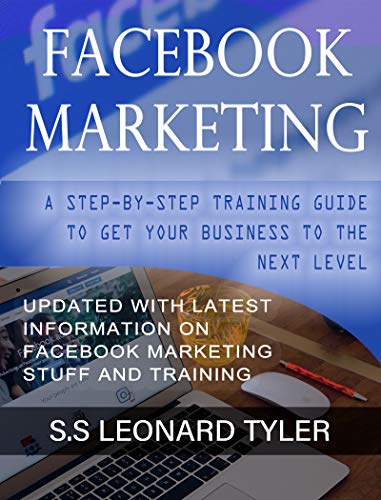 FACEBOOK
MARKETING
A STEP-BY-STEP TRAINING GUIDE
TO GET YOUR BUSINESS TO THE
NEXT LEVEL
UPDATED WITH LATEST
INFORMATION ON
FACEBOOK MARKETING
STUFF AND TRAINING
S.S LEONARD TYLER